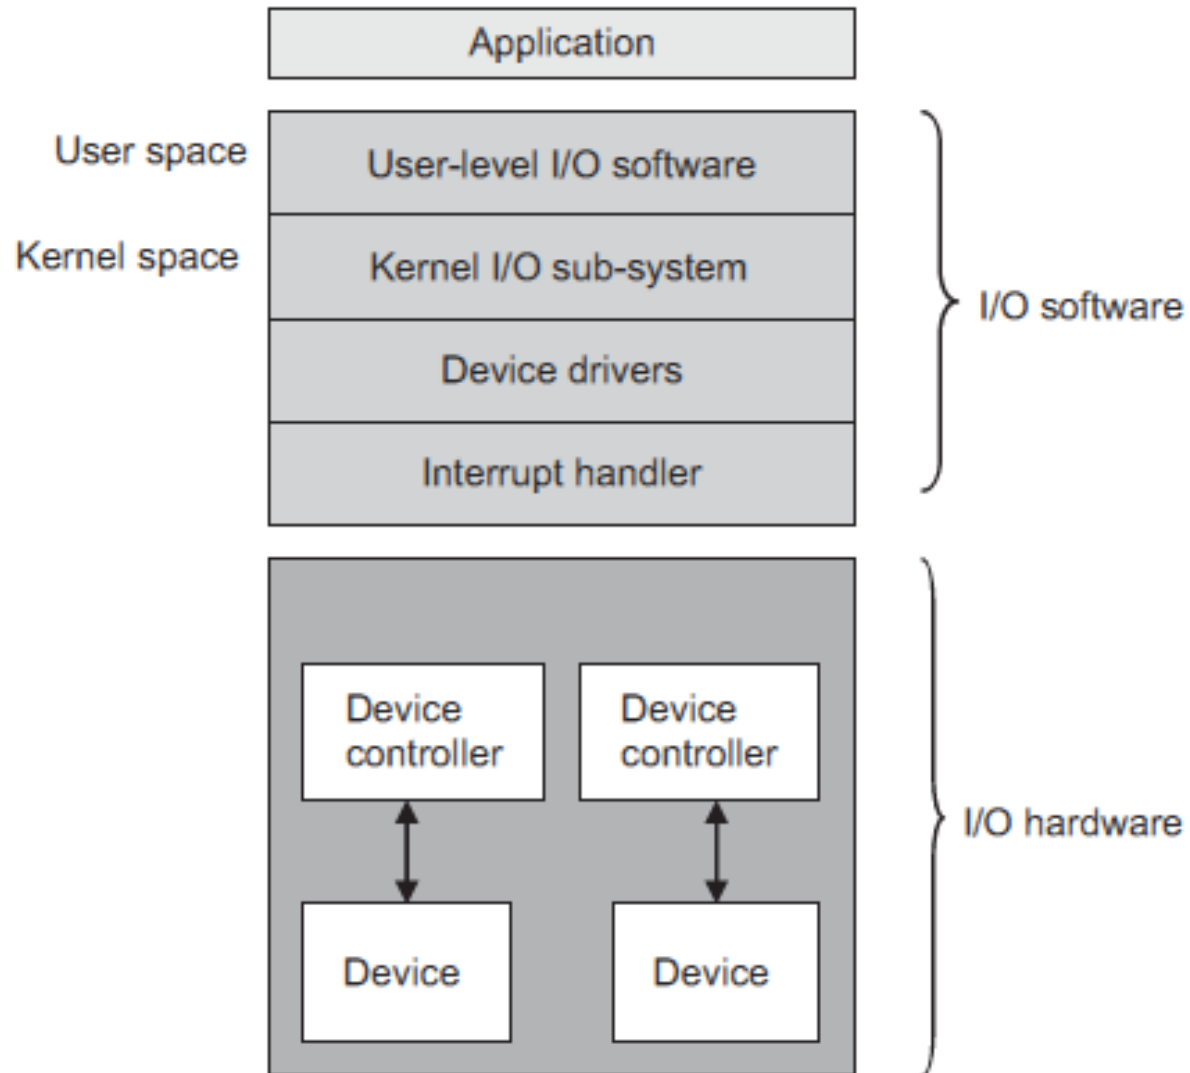 Application
User space
User-level I/O software
Kernel space
Kernel I/O sub-system
I/O software
Device drivers
Interrupt handler
Device
controller
Device
controller
I/O hardware
Device
Device